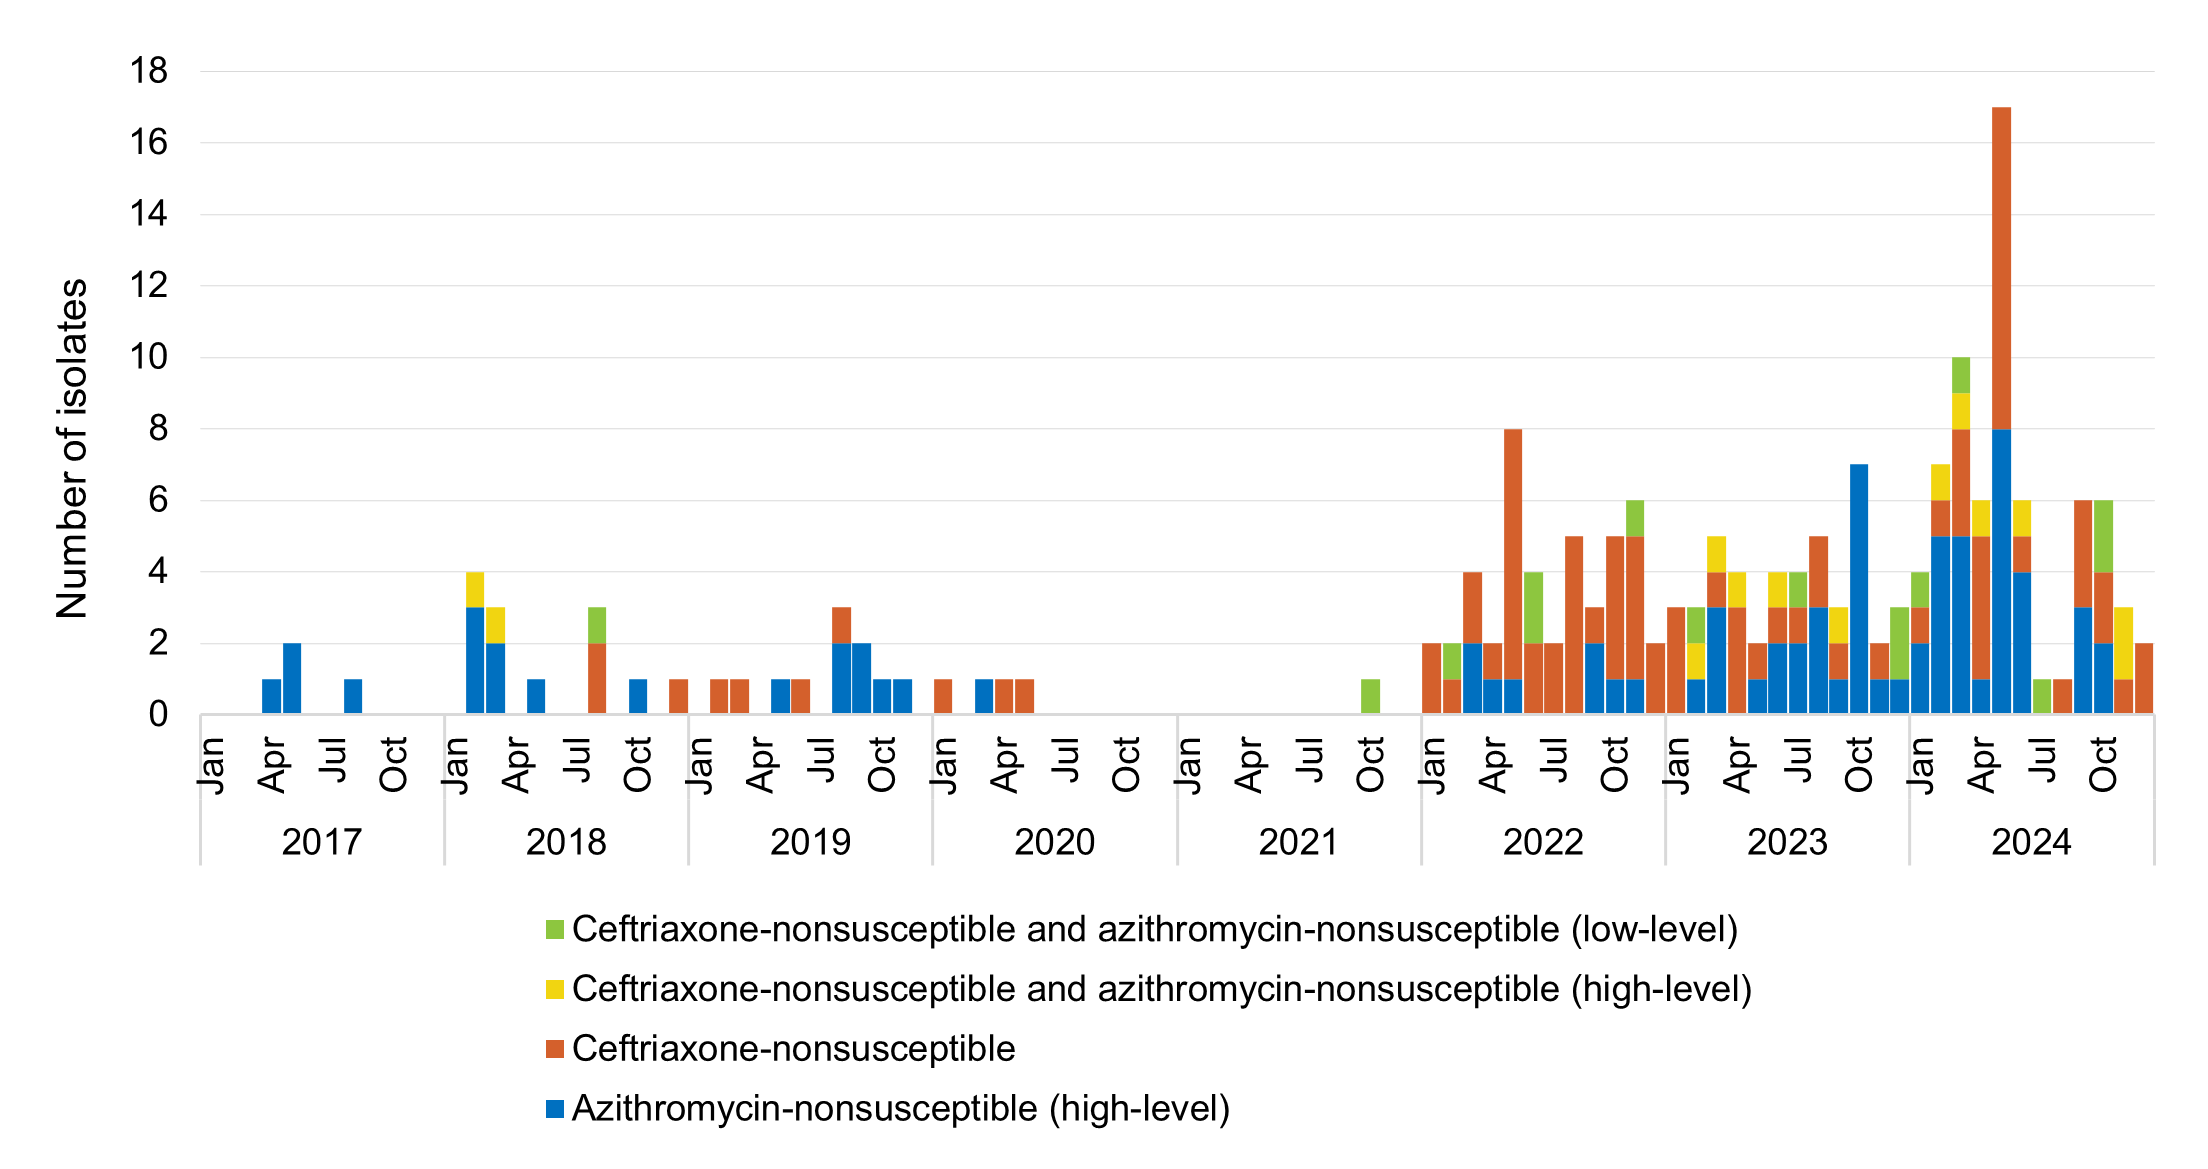 18
16
14
12
10
8
6
4
2
0
Number of isolates
Jan Apr Jul Oct Jan Apr Jul Oct Jan Apr Jul Oct Jan Apr Jul Oct Jan Apr Jul Oct Jan Apr Jul Oct Jan Apr Jul Oct Jan Apr Jul Oct
2017 2018 2019 2020 2021 2022 2023 2024
Ceftriaxone-nonsusceptible and azithromycin-nonsusceptible (low-level)
Ceftriaxone-nonsusceptible and azithromycin-nonsusceptible (high-level)
Ceftriaxone-nonsusceptible
Azithromycin-nonsusceptible (high-level)